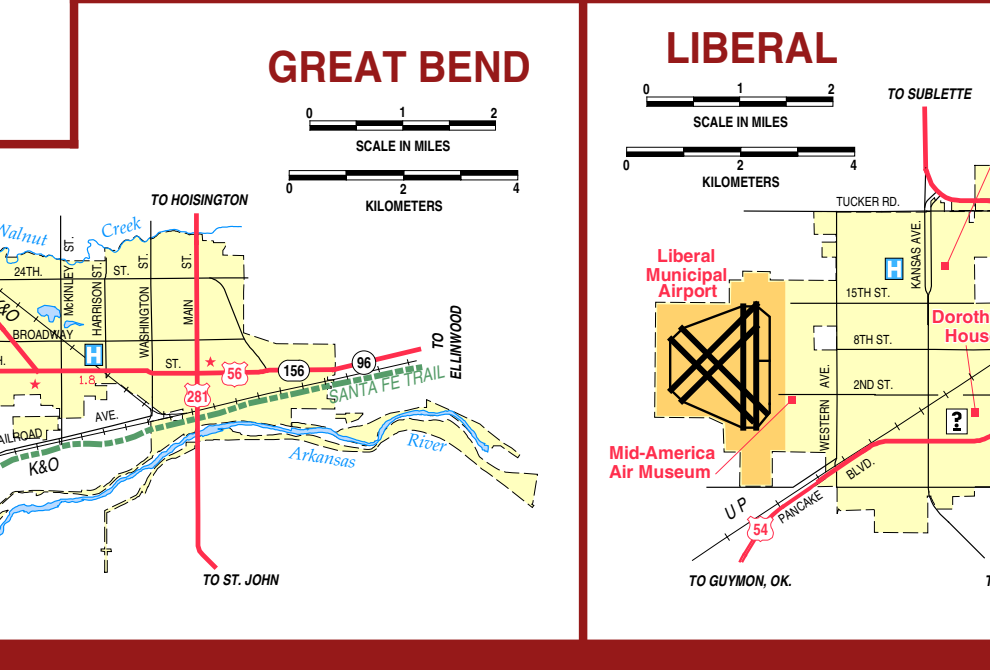 GREAT BEND
0 1 2
SCALE IN MILES
0 2 4
KILOMETERS
TO HOISINGTON
Walnut Creek
24TH. ST.
McKINLEY ST.
HARRISON ST.
WASHINGTON ST.
MAIN ST.
K&O
BROADWAY
H
ST.
1.8
56
156
96
281
TO ELLINWOOD
SANTA FE TRAIL
AVE.
K&O
Arkansas River
TO ST. JOHN
LIBERAL
0 1 2
SCALE IN MILES
0 2 4
KILOMETERS
TO SUBLETTE
TUCKER RD.
KANSAS AVE.
H
Liberal
Municipal
Airport
15TH ST.
8TH ST.
2ND ST.
WESTERN AVE.
?
Mid-America
Air Museum
UP
PANCAKE BLVD.
54
TO GUYMON, OK.